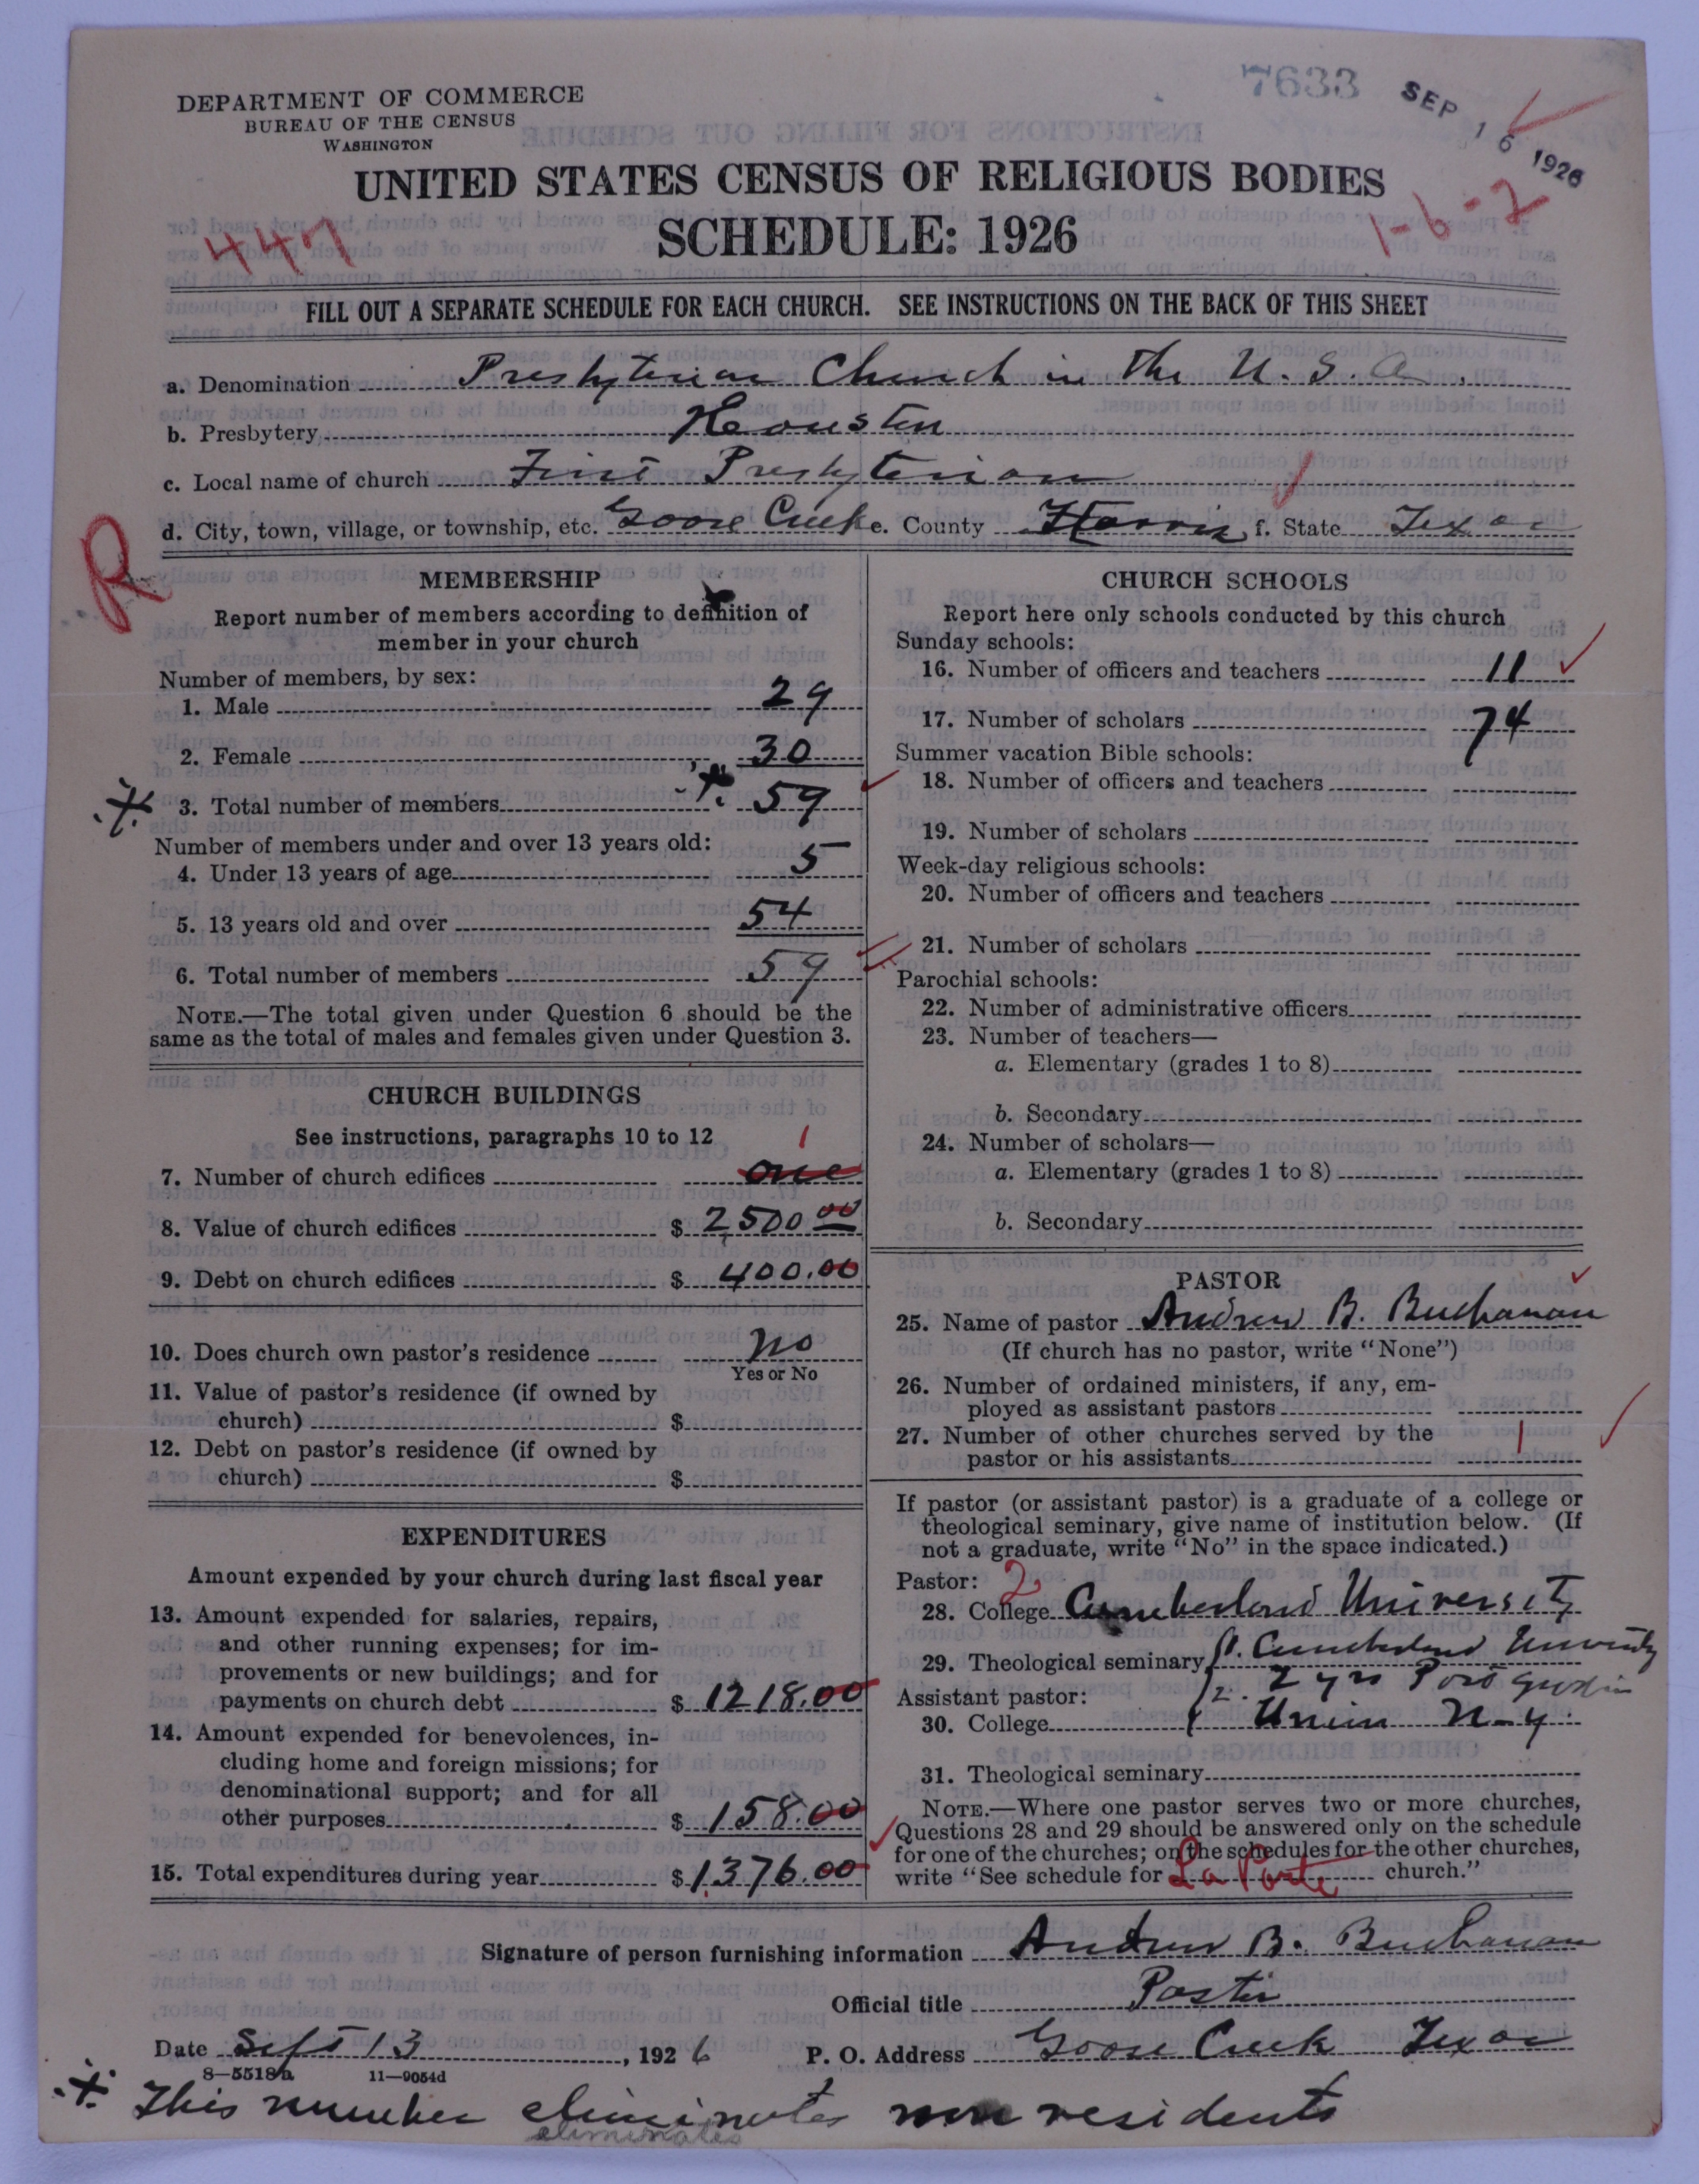 7633
SEP 16 1926
DEPARTMENT OF COMMERCE
BUREAU OF THE CENSUS
WASHINGTON
UNITED STATES CENSUS OF RELIGIOUS BODIES
447
SCHEDULE: 1926
1-6-2
FILL OUT A SEPARATE SCHEDULE FOR EACH CHURCH. SEE INSTRUCTIONS ON THE BACK OF THIS SHEET
a. Denomination Presbyterian Church in the U. S. A.
b. Presbytery Houston
c. Local name of church First Presbyterian
d. City, town, village, or township, etc. Goose Creek e. County Harris f. State Texas
R
MEMBERSHIP
Report number of members according to definition of
member in your church
Number of members, by sex:
1. Male 29
2. Female 30
3. Total number of members 59
Number of members under and over 13 years old:
4. Under 13 years of age 5
5. 13 years old and over 54
6. Total number of members 59
NOTE.—The total given under Question 6 should be the
same as the total of males and females given under Question 3.
CHURCH BUILDINGS
See instructions, paragraphs 10 to 12
1
7. Number of church edifices one
8. Value of church edifices $ 2500 00
9. Debt on church edifices $ 400.00
10. Does church own pastor's residence no
Yes or No
11. Value of pastor's residence (if owned by
church) $
12. Debt on pastor's residence (if owned by
church) $
EXPENDITURES
Amount expended by your church during last fiscal year
13. Amount expended for salaries, repairs,
and other running expenses; for im-
provements or new buildings; and for
payments on church debt $ 1218.00
14. Amount expended for benevolences, in-
cluding home and foreign missions; for
denominational support; and for all
other purposes $ 158.00
15. Total expenditures during year $ 1376.00
CHURCH SCHOOLS
Report here only schools conducted by this church
Sunday schools:
16. Number of officers and teachers 11
17. Number of scholars 74
Summer vacation Bible schools:
18. Number of officers and teachers
19. Number of scholars
Week-day religious schools:
20. Number of officers and teachers
21. Number of scholars
Parochial schools:
22. Number of administrative officers
23. Number of teachers—
a. Elementary (grades 1 to 8)
b. Secondary
24. Number of scholars—
a. Elementary (grades 1 to 8)
b. Secondary
PASTOR
25. Name of pastor Andrew B. Buchanan
(If church has no pastor, write "None")
26. Number of ordained ministers, if any, em-
ployed as assistant pastors
27. Number of other churches served by the
pastor or his assistants 1
If pastor (or assistant pastor) is a graduate of a college or
theological seminary, give name of institution below. (If
not a graduate, write "No" in the space indicated.)
Pastor: 2
28. College Cumberland University
29. Theological seminary 1. Cumberland University
Assistant pastor: 2. 2 yrs Post
30. College Union N-Y.
31. Theological seminary
NOTE.—Where one pastor serves two or more churches,
Questions 28 and 29 should be answered only on the schedule
for one of the churches; on the schedules for the other churches,
write "See schedule for La Porte church."
Signature of person furnishing information Andrew B. Buchanan
Official title Pastor
Date Sept 13, 1926 P. O. Address Goose Creek Texas
8—5518a 11—9054d
This number eliminates non residents
eliminates